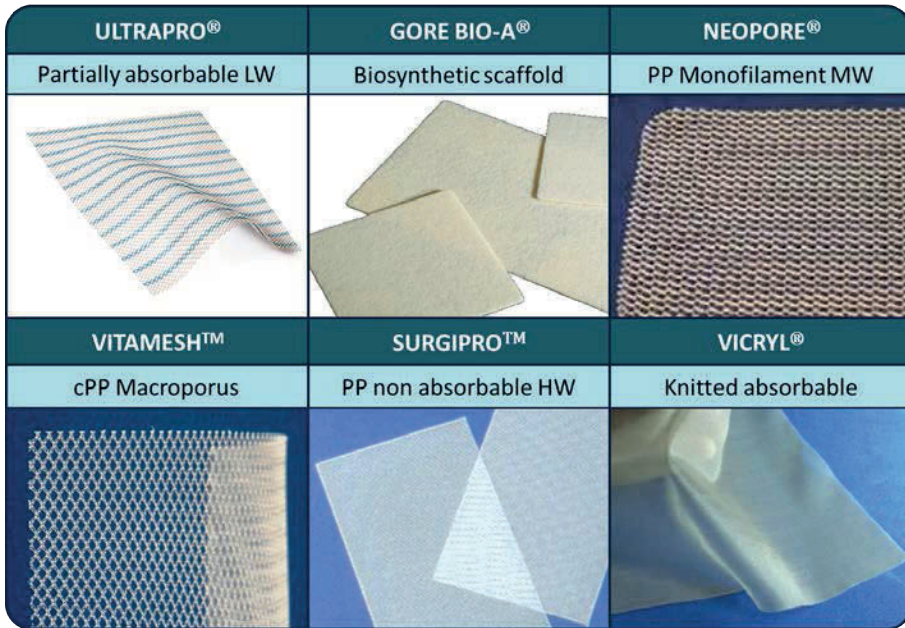 ULTRAPRO® GORE BIO-A® NEOPORE®
Partially absorbable LW Biosynthetic scaffold PP Monofilament MW
VITAMESH™ SURGIPRO™ VICRYL®
cPP Macroporus PP non absorbable HW Knitted absorbable